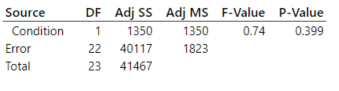 Source DF Adj SS Adj MS F-Value P-Value
Condition 1 1350 1350 0.74 0.399
Error 22 40117 1823
Total 23 41467